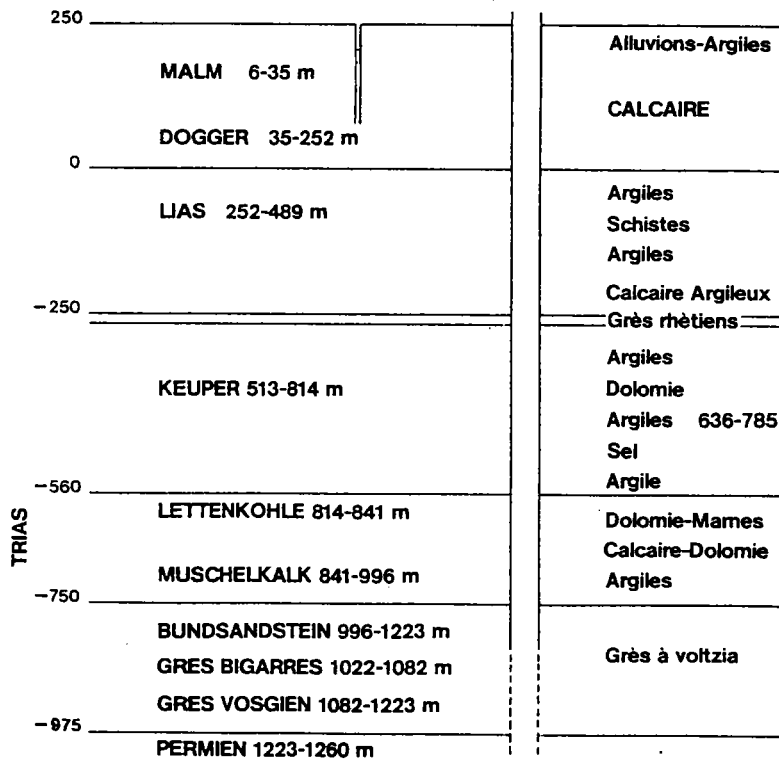 250
Alluvions-Argiles
MALM 6-35 m
CALCAIRE
DOGGER 35-252 m
0
LIAS 252-489 m
Argiles
Schistes
Argiles
Calcaire Argileux
-250
Grès rhètiens
Argiles
KEUPER 513-814 m
Dolomie
Argiles 636-785
Sel
Argile
-560
LETTENKOHLE 814-841 m
Dolomie-Marnes
Calcaire-Dolomie
MUSCHELKALK 841-996 m
Argiles
TRIAS
-750
BUNDSANDSTEIN 996-1223 m
GRES BIGARRES 1022-1082 m
Grès à voltzia
GRES VOSGIEN 1082-1223 m
-975
PERMIEN 1223-1260 m